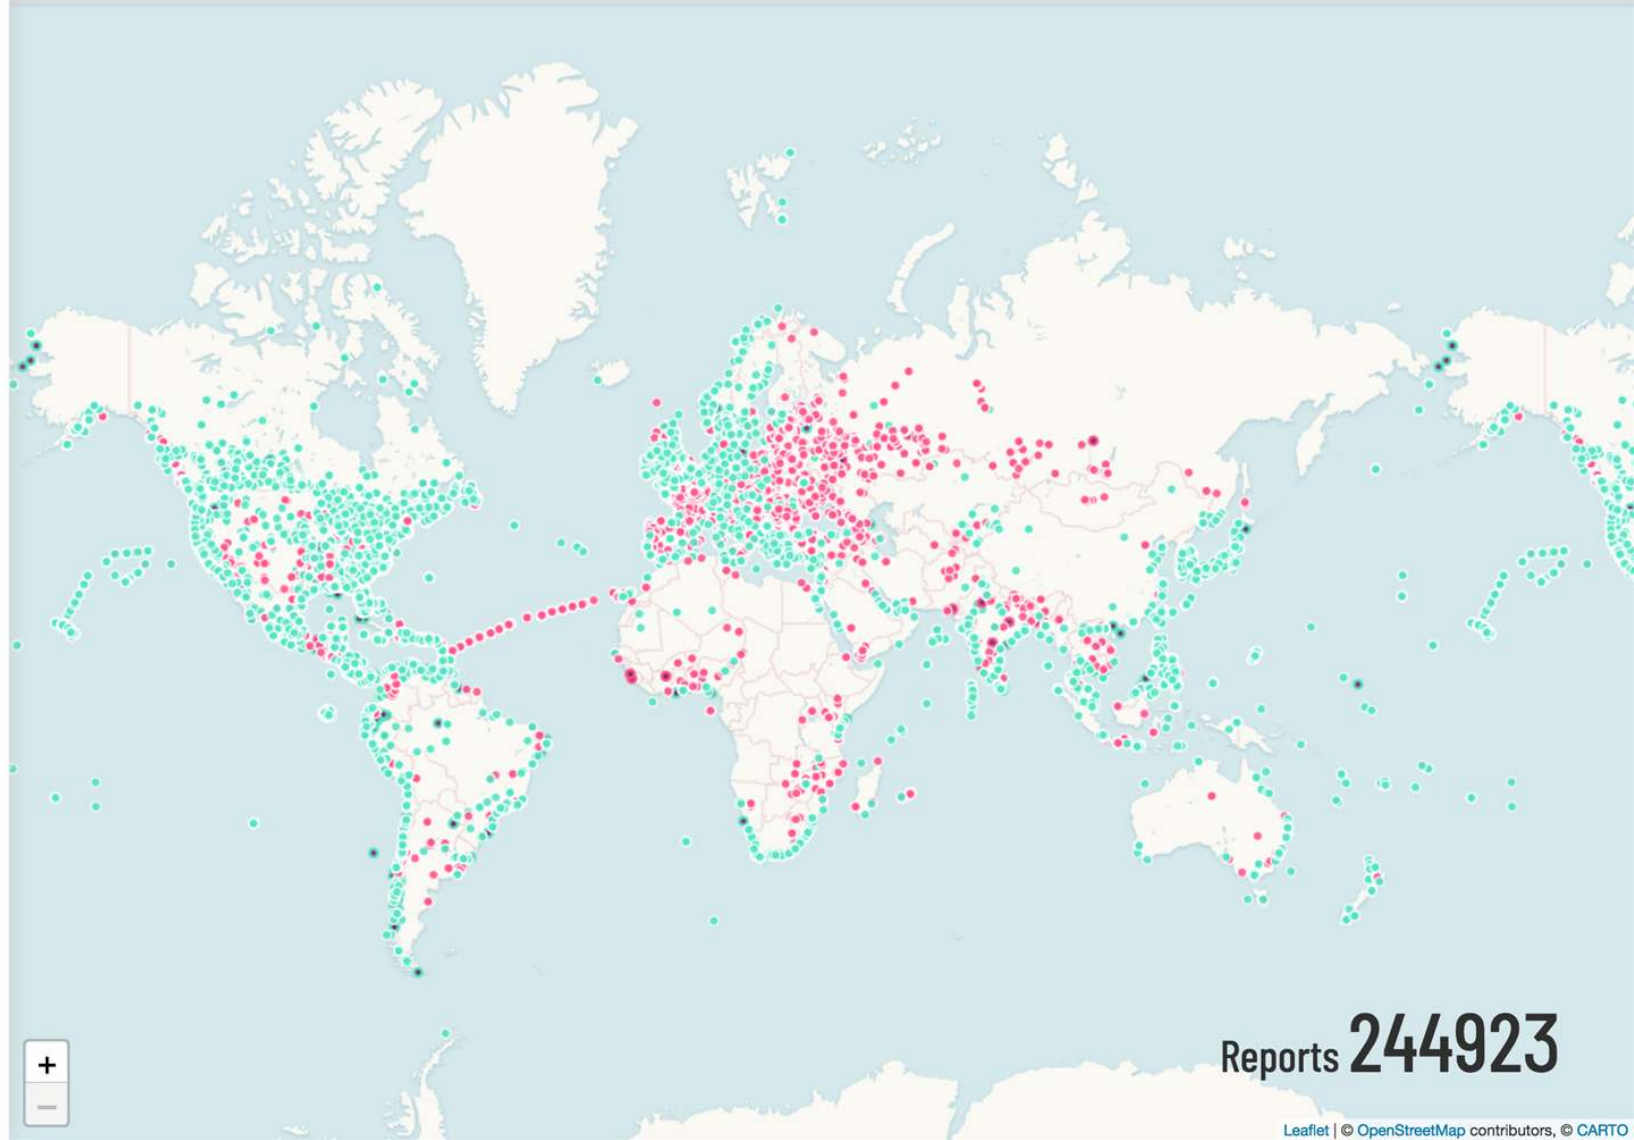 +
−
Reports 244923
Leaflet | © OpenStreetMap contributors, © CARTO